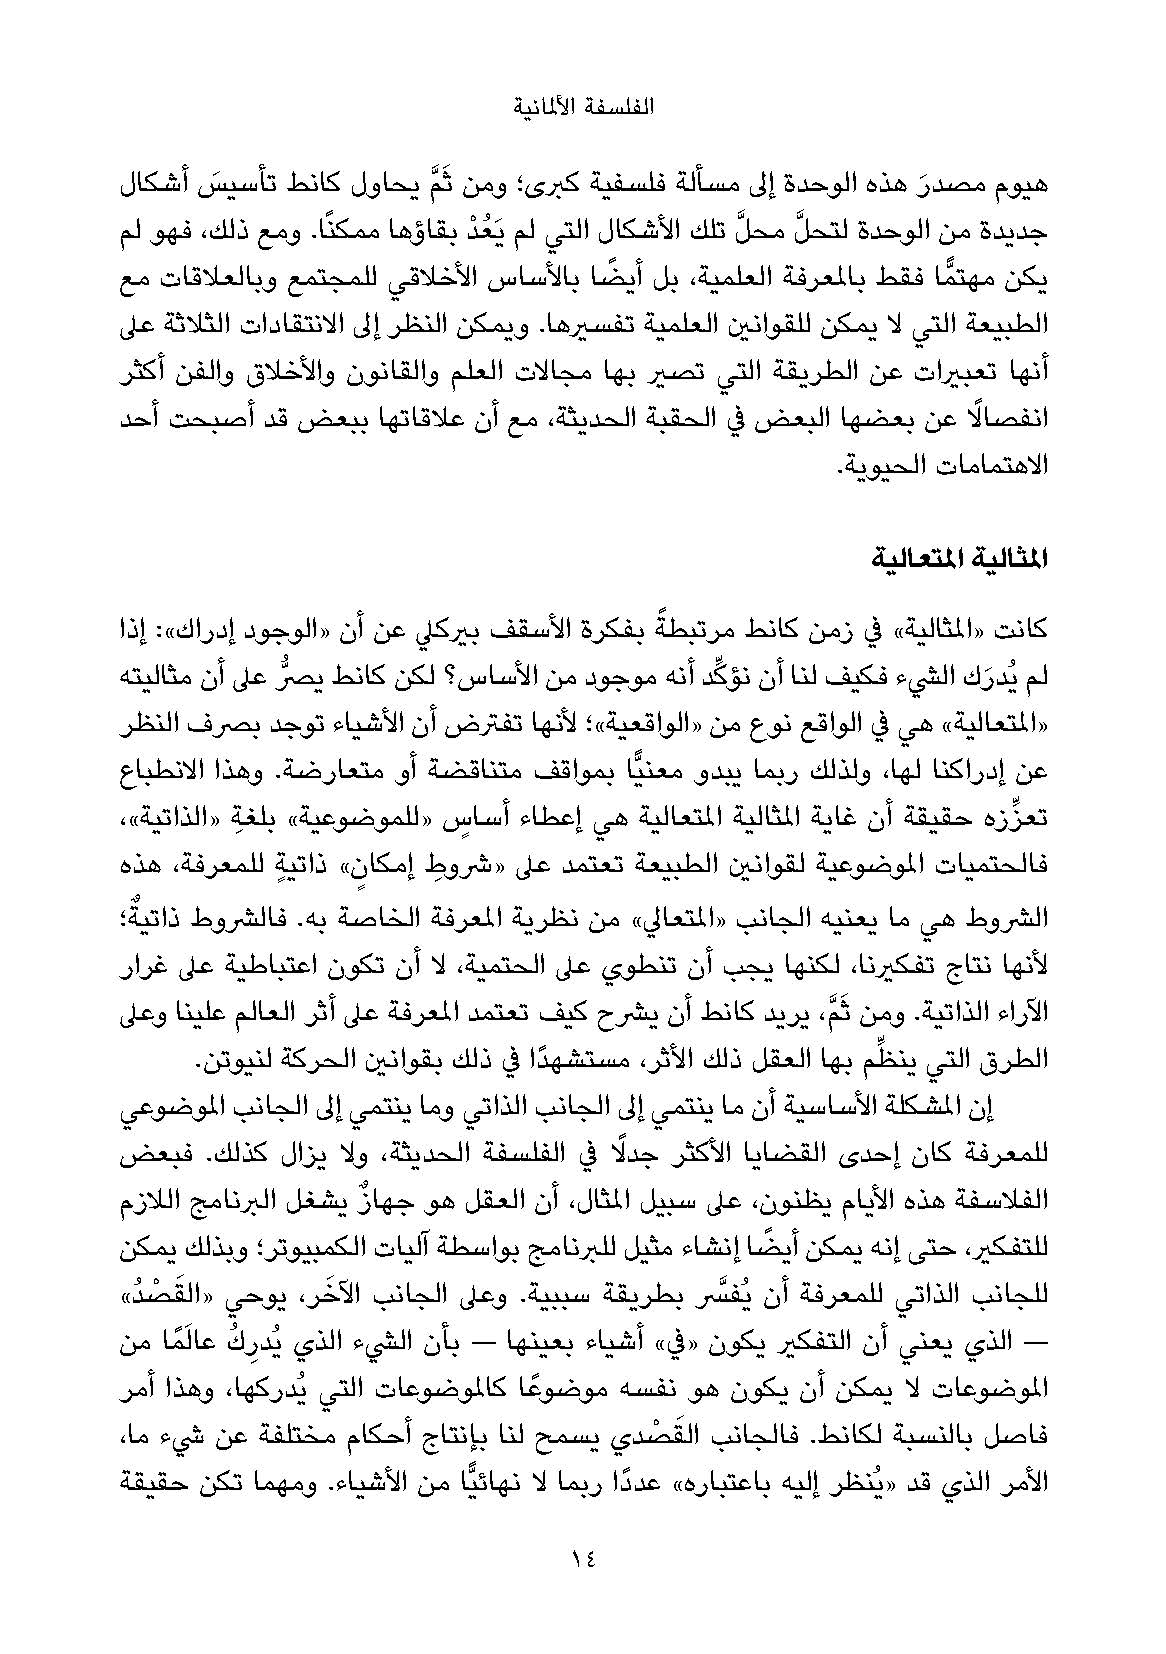 الفلسفة الألمانية
هيوم مصدرَ هذه الوحدة إلى مسألة فلسفية كبرى؛ ومن ثَمَّ يحاول كانط تأسيسَ أشكال
جديدة من الوحدة لتحلَّ محلَّ تلك الأشكال التي لم يَعُدْ بقاؤها ممكنًا. ومع ذلك، فهو لم
يكن مهتمًّا فقط بالمعرفة العلمية، بل أيضًا بالأساس الأخلاقي للمجتمع وبالعلاقات مع
الطبيعة التي لا يمكن للقوانين العلمية تفسيرها. ويمكن النظر إلى الانتقادات الثلاثة على
أنها تعبيرات عن الطريقة التي تصير بها مجالات العلم والقانون والأخلاق والفن أكثر
انفصالًا عن بعضها البعض في الحقبة الحديثة، مع أن علاقاتها ببعض قد أصبحت أحد
الاهتمامات الحيوية.
المثالية المتعالية
كانت «المثالية» في زمن كانط مرتبطةً بفكرة الأسقف بركلي عن أن «الوجود إدراك»: إذا
لم يُدرَك الشيء فكيف لنا أن نؤكِّد أنه موجود من الأساس؟ لكن كانط يصرُّ على أن مثاليته
«المتعالية» هي في الواقع نوع من «الواقعية»؛ لأنها تفترض أن الأشياء توجد بصرف النظر
عن إدراكنا لها، ولذلك ربما يبدو معنيًّا بمواقف متناقضة أو متعارضة. وهذا الانطباع
تعزِّزه حقيقة أن غاية المثالية المتعالية هي إعطاء أساسٍ «للموضوعية» بلغةِ «الذاتية»،
فالحتميات الموضوعية لقوانين الطبيعة تعتمد على «شروطِ إمكانٍ» ذاتيةٍ للمعرفة، هذه
الشروط هي ما يعنيه الجانب «المتعالي» من نظرية المعرفة الخاصة به. فالشروط ذاتيةٌ؛
لأنها نتاج تفكيرنا، لكنها يجب أن تنطوي على الحتمية، لا أن تكون اعتباطية على غرار
الآراء الذاتية. ومن ثَمَّ، يريد كانط أن يشرح كيف تعتمد المعرفة على أثر العالم علينا وعلى
الطرق التي ينظِّم بها العقل ذلك الأثر، مستشهدًا في ذلك بقوانين الحركة لنيوتن.
إن المشكلة الأساسية أن ما ينتمي إلى الجانب الذاتي وما ينتمي إلى الجانب الموضوعي
للمعرفة كان إحدى القضايا الأكثر جدلًا في الفلسفة الحديثة، ولا يزال كذلك. فبعض
فلاسفة هذه الأيام يظنون، على سبيل المثال، أن العقل هو جهازٌ يشغل البرنامج اللازم
للتفكير، حتى إنه يمكن أيضًا إنشاء مثيل للبرنامج بواسطة آليات الكمبيوتر؛ وبذلك يمكن
للجانب الذاتي للمعرفة أن يُفسَّر بطريقة سببية. وعلى الجانب الآخَر، يوحي «القَصْدُ»
— الذي يعني أن التفكير يكون «في» أشياء بعينها — بأن الشيء الذي يُدرِكُ عالَمًا من
الموضوعات لا يمكن أن يكون هو نفسه موضوعًا كالموضوعات التي يُدركها، وهذا أمر
فاصل بالنسبة لكانط. فالجانب القَصْدي يسمح لنا بإنتاج أحكام مختلفة عن شيء ما،
الأمر الذي قد «يُنظر إليه باعتباره» عددًا ربما لا نهائيًّا من الأشياء. ومهما تكن حقيقة
١٤